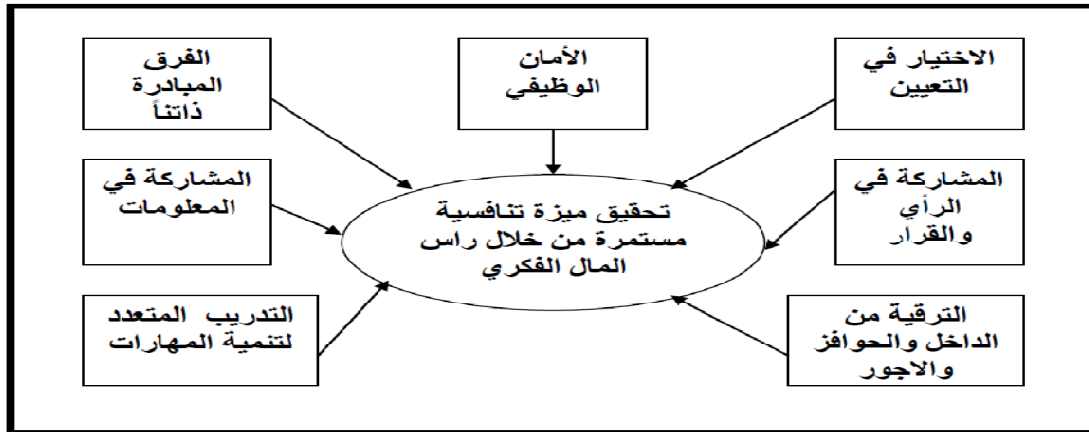 الاختيار في
التعيين
الأمان
الوظيفي
الفرق
المبادرة
ذاتناً
المشاركة في
الرأي
والقرار
تحقيق ميزة تنافسية
مستمرة من خلال راس
المال الفكري
المشاركة في
المعلومات
الترقية من
الداخل والحوافز
والاجور
التدريب المتعدد
لتنمية المهارات